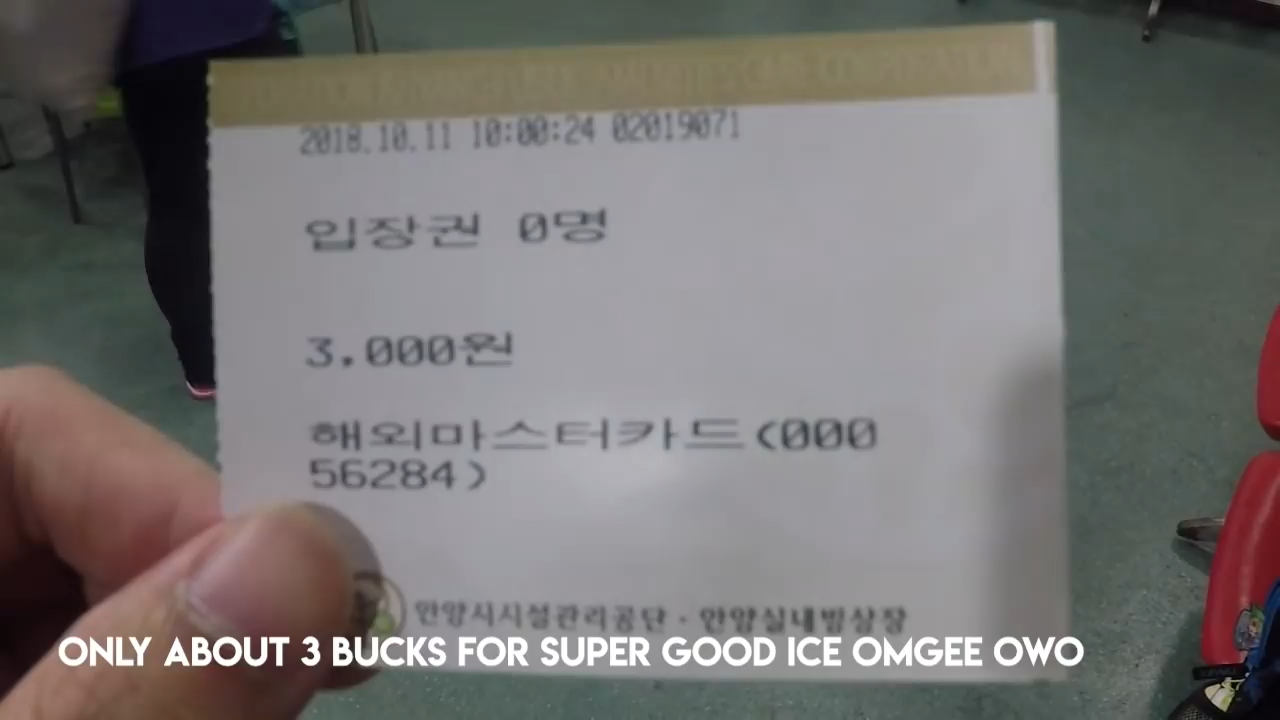 2018.10.11 10:00:24 02019071
입장권 0명
3,000원
해외마스터카드(000
56284)
안양시시설관리공단 · 안양실내빙상장
ONLY ABOUT 3 BUCKS FOR SUPER GOOD ICE OMGEE OWO